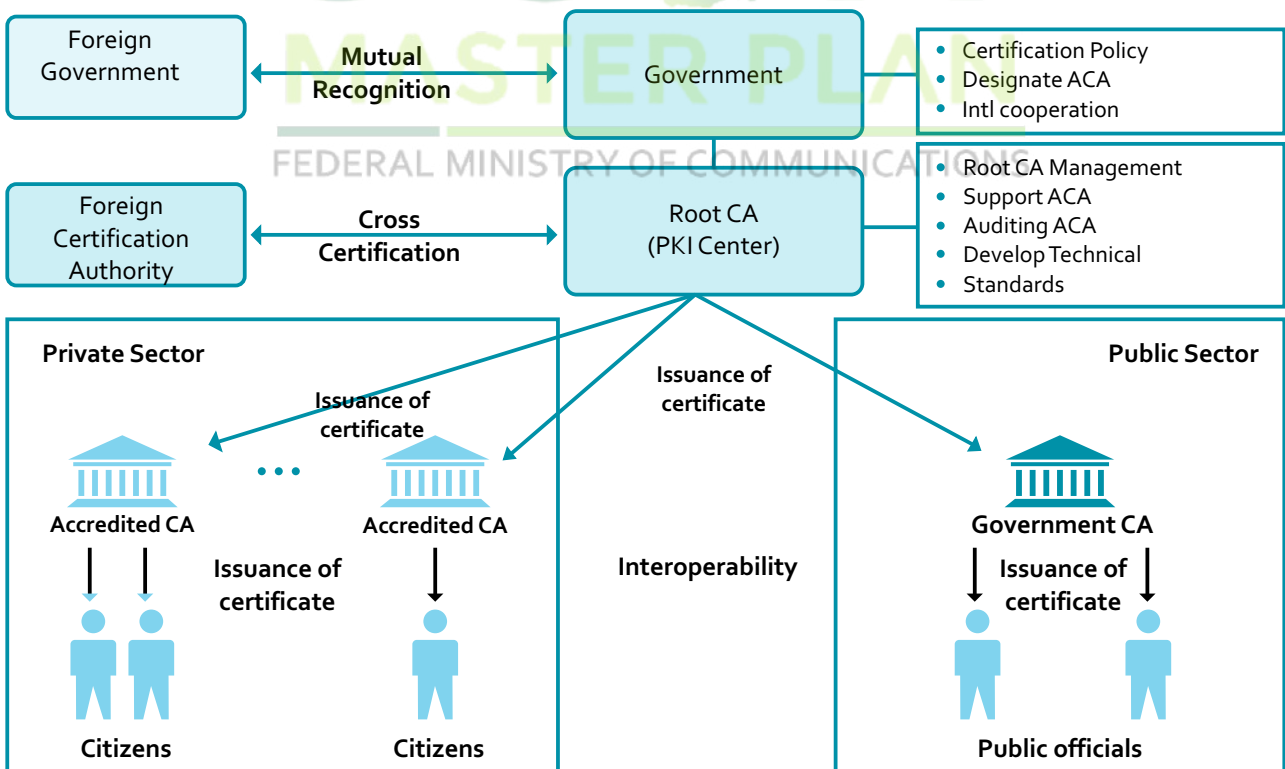 MASTER PLAN
FEDERAL MINISTRY OF COMMUNICATIONS
Foreign
Government
Mutual
Recognition
Government
• Certification Policy
• Designate ACA
• Intl cooperation
Foreign
Certification
Authority
Cross
Certification
Root CA
(PKI Center)
• Root CA Management
• Support ACA
• Auditing ACA
• Develop Technical
• Standards
Private Sector
Issuance of
certificate
Issuance of
certificate
Public Sector
Accredited CA
...
Accredited CA
Government CA
Issuance of
certificate
Interoperability
Issuance of
certificate
Citizens
Citizens
Public officials